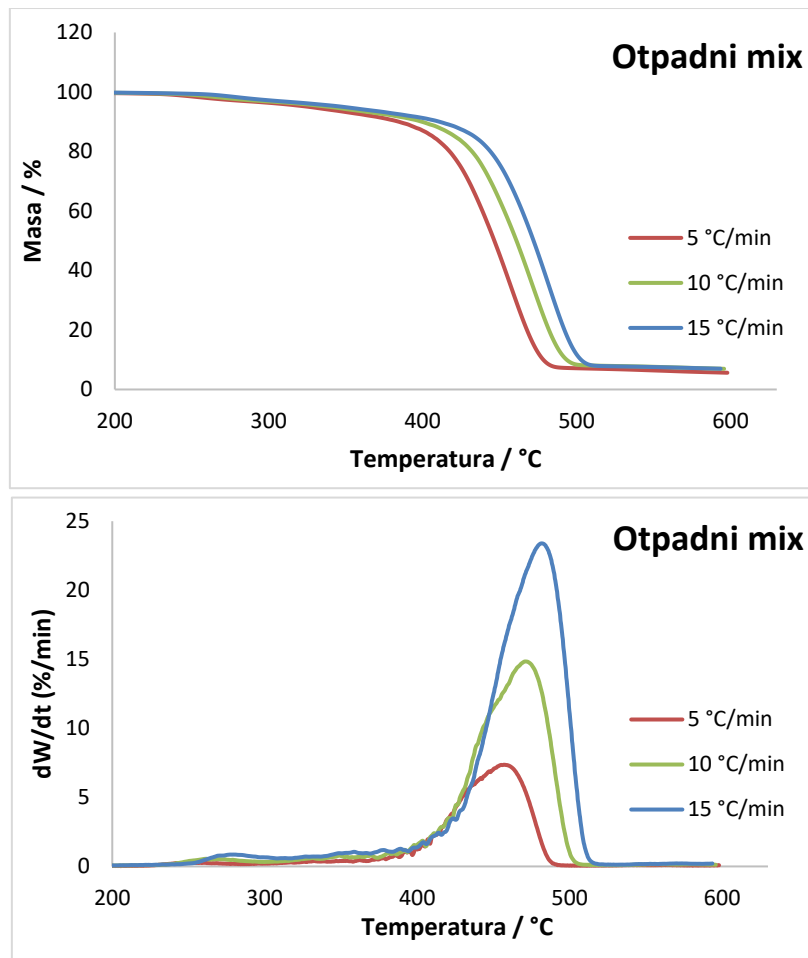 Otpadni mix
120
100
80
60
40
20
0
Masa / %
5 °C/min
10 °C/min
15 °C/min
200 300 400 500 600
Temperatura / °C
Otpadni mix
25
20
15
10
5
0
dW/dt (%/min)
5 °C/min
10 °C/min
15 °C/min
200 300 400 500 600
Temperatura / °C